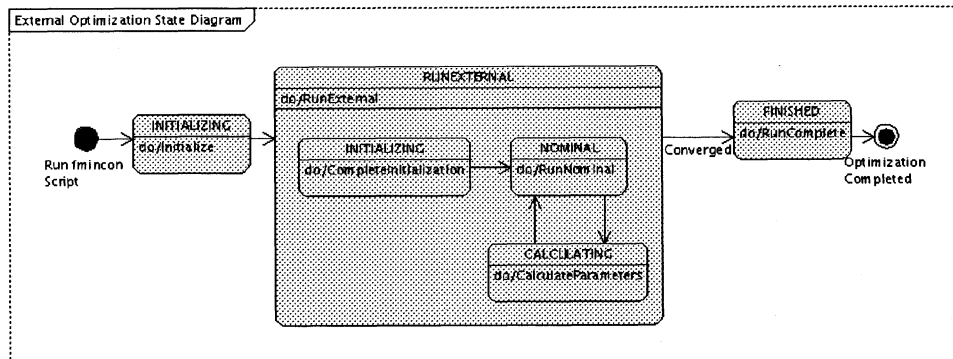 External Optimization State Diagram
RUNEXTERNAL
do/RunExternal
INITIALIZING
do/Initialize
Run fmincon
Script
INITIALIZING
do/CompleteInitialization
NOMINAL
do/RunNominal
CALCULATING
do/CalculateParameters
Converged
FINISHED
do/RunComplete
Optimization
Completed